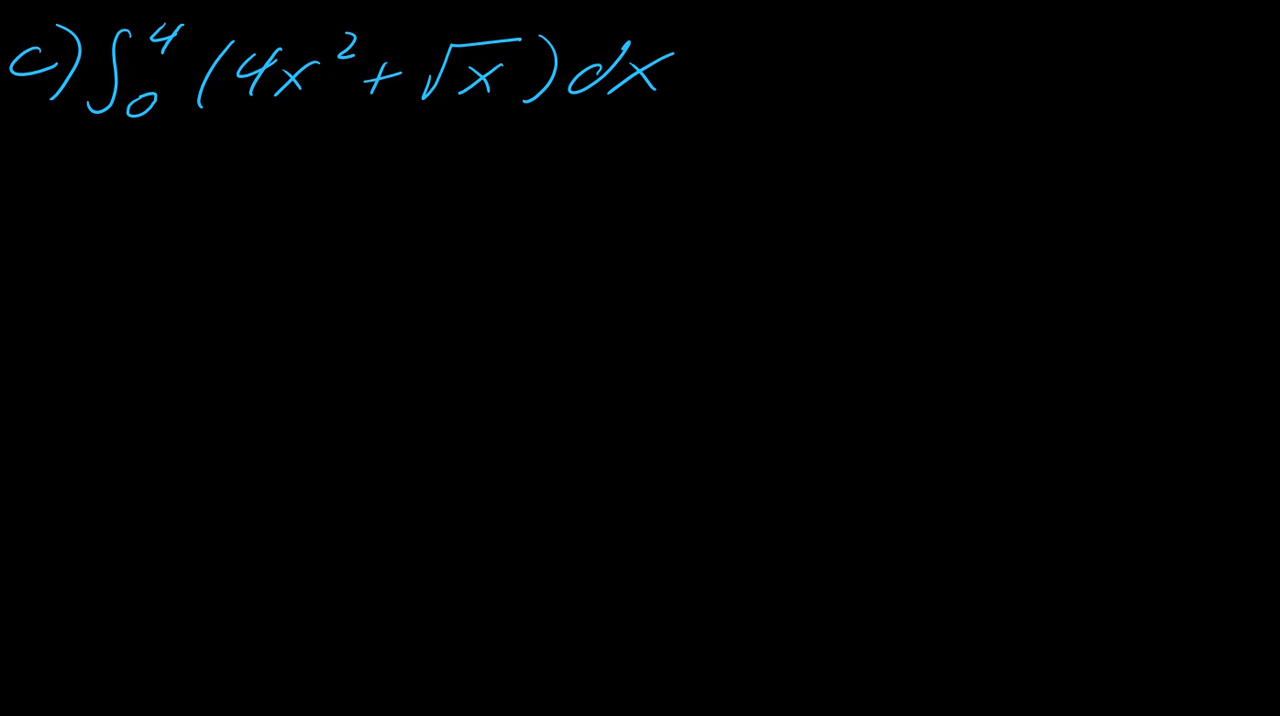 c) ∫₀⁴ (4x² + √x) dx